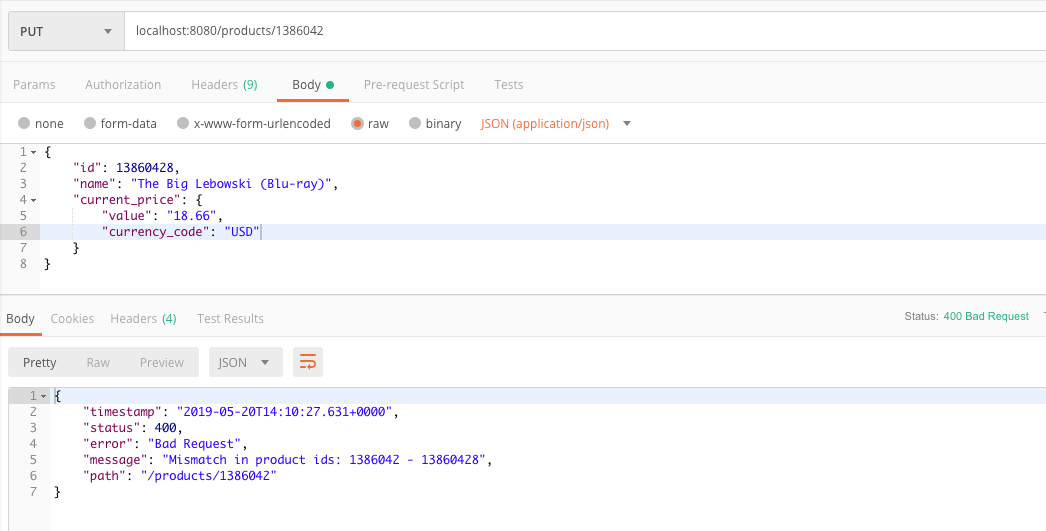 PUT localhost:8080/products/1386042
Params Authorization Headers (9) Body Pre-request Script Tests
none form-data x-www-form-urlencoded raw binary JSON (application/json)
1 {
2 "id": 13860428,
3 "name": "The Big Lebowski (Blu-ray)",
4 "current_price": {
5 "value": "18.66",
6 "currency_code": "USD"
7 }
8 }
Body Cookies Headers (4) Test Results Status: 400 Bad Request
Pretty Raw Preview JSON
1 {
2 "timestamp": "2019-05-20T14:10:27.631+0000",
3 "status": 400,
4 "error": "Bad Request",
5 "message": "Mismatch in product ids: 1386042 - 13860428",
6 "path": "/products/1386042"
7 }